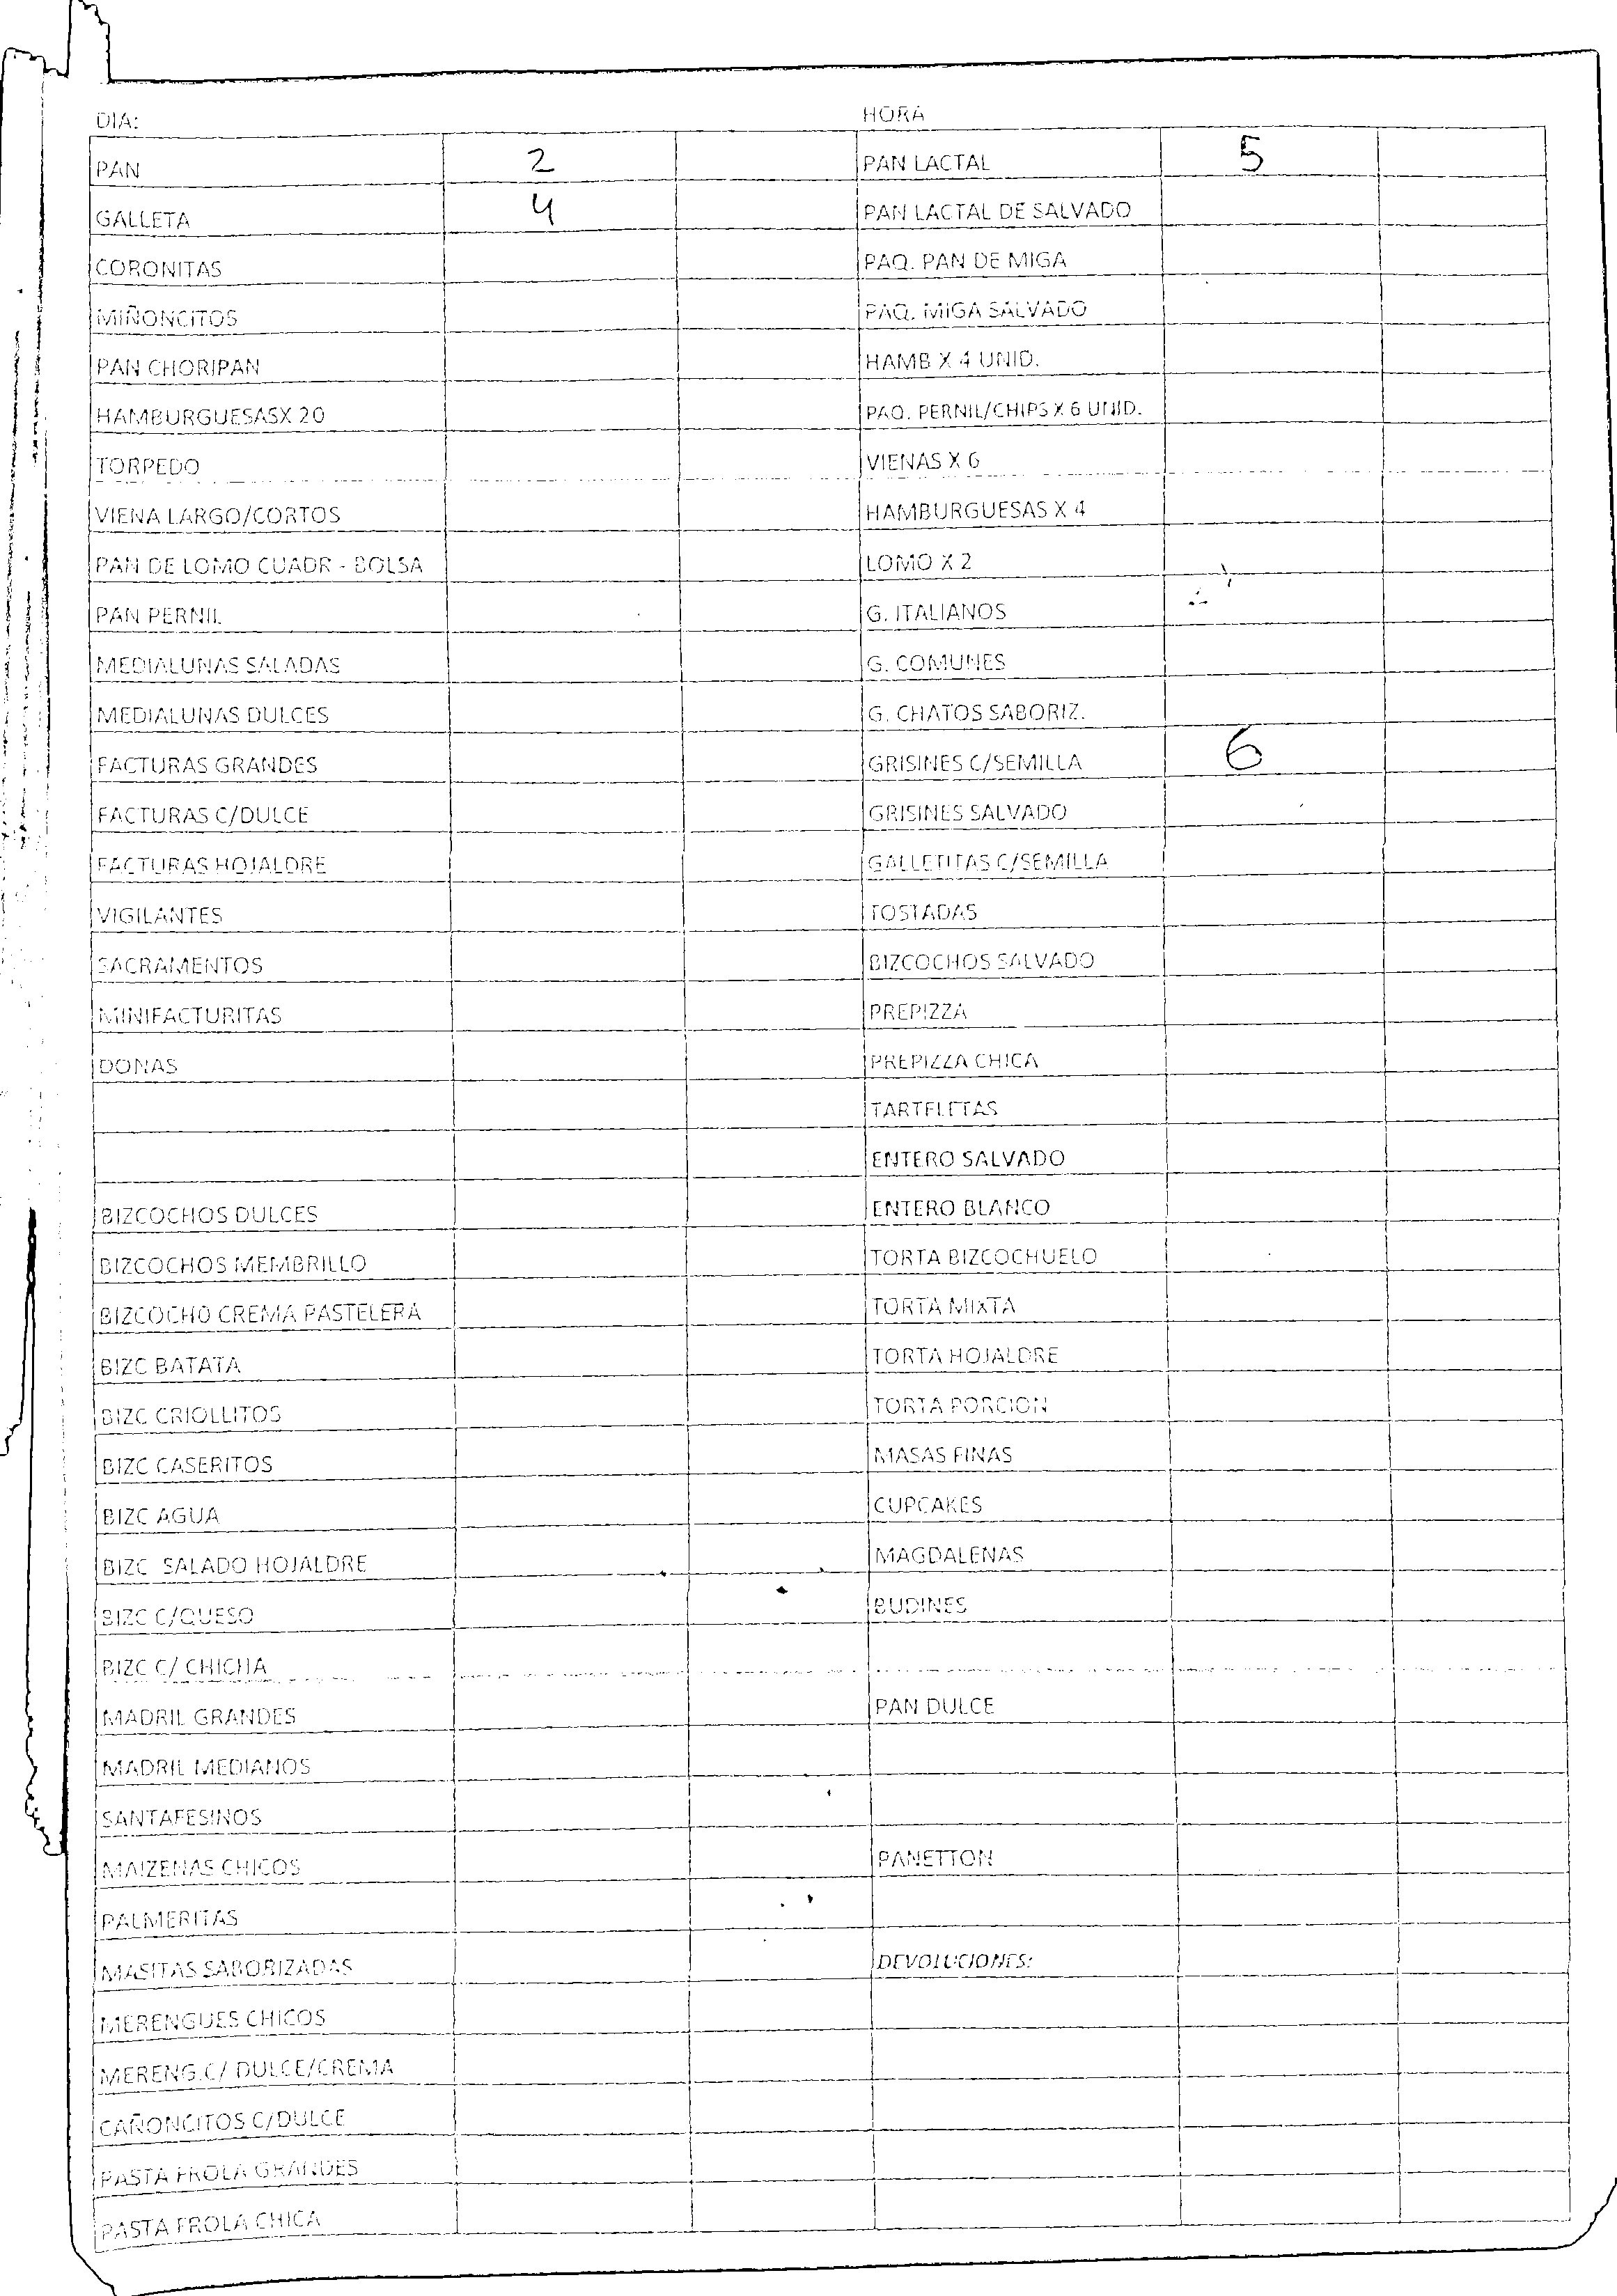 DIA: HORA
PAN 2 PAN LACTAL 5
GALLETA 4 PAN LACTAL DE SALVADO
CORONITAS PAQ. PAN DE MIGA
MIÑONCITOS PAQ. MIGA SALVADO
PAN CHORIPAN HAMB X 4 UNID.
HAMBURGUESASX 20 PAQ. PERNIL/CHIPS X 6 UNID.
TORPEDO VIENAS X 6
VIENA LARGO/CORTOS HAMBURGUESAS X 4
PAN DE LOMO CUADR - BOLSA LOMO X 2
PAN PERNIL G. ITALIANOS
MEDIALUNAS SALADAS G. COMUNES
MEDIALUNAS DULCES G. CHATOS SABORIZ.
FACTURAS GRANDES GRISINES C/SEMILLA 6
FACTURAS C/DULCE GRISINES SALVADO
FACTURAS HOJALDRE GALLETITAS C/SEMILLA
VIGILANTES TOSTADAS
SACRAMENTOS BIZCOCHOS SALVADO
MINIFACTURITAS PREPIZZA
DONAS PREPIZZA CHICA
TARTELETAS
ENTERO SALVADO
BIZCOCHOS DULCES ENTERO BLANCO
BIZCOCHOS MEMBRILLO TORTA BIZCOCHUELO
BIZCOCHO CREMA PASTELERA TORTA MIXTA
BIZC BATATA TORTA HOJALDRE
BIZC CRIOLLITOS TORTA PORCION
BIZC CASERITOS MASAS FINAS
BIZC AGUA CUPCAKES
BIZC SALADO HOJALDRE MAGDALENAS
BIZC C/QUESO BUDINES
BIZC C/ CHICHA
MADRIL GRANDES PAN DULCE
MADRIL MEDIANOS
SANTAFESINOS
MAIZENAS CHICOS PANETTON
PALMERITAS
MASITAS SABORIZADAS DEVOLUCIONES:
MERENGUES CHICOS
MERENG.C/ DULCE/CREMA
CAÑONCITOS C/DULCE
PASTA FROLA GRANDES
PASTA FROLA CHICA